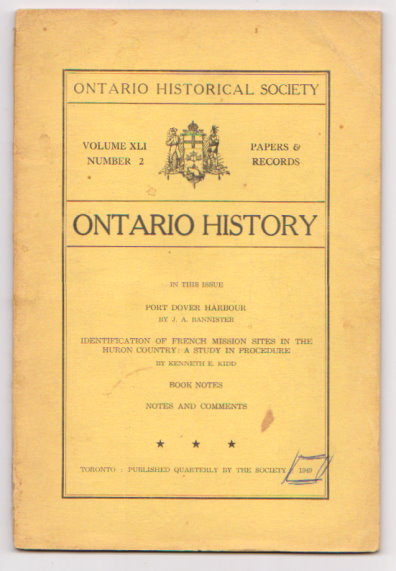 ONTARIO HISTORICAL SOCIETY
VOLUME XLI
NUMBER 2
PAPERS &
RECORDS
ONTARIO HISTORY
IN THIS ISSUE
PORT DOVER HARBOUR
BY J. A. BANNISTER
IDENTIFICATION OF FRENCH MISSION SITES IN THE
HURON COUNTRY: A STUDY IN PROCEDURE
BY KENNETH E. KIDD
BOOK NOTES
NOTES AND COMMENTS
★ ★ ★
TORONTO : PUBLISHED QUARTERLY BY THE SOCIETY 1949